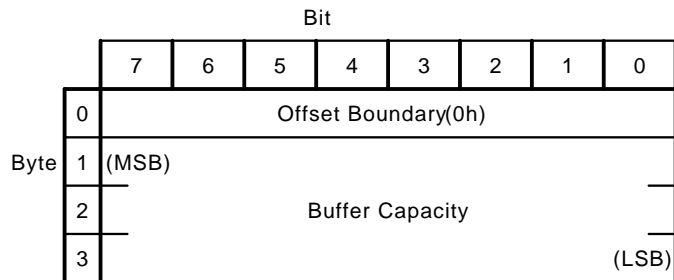 Bit
7 6 5 4 3 2 1 0
0 Offset Boundary(0h)
Byte 1 (MSB)
2 Buffer Capacity
3 (LSB)